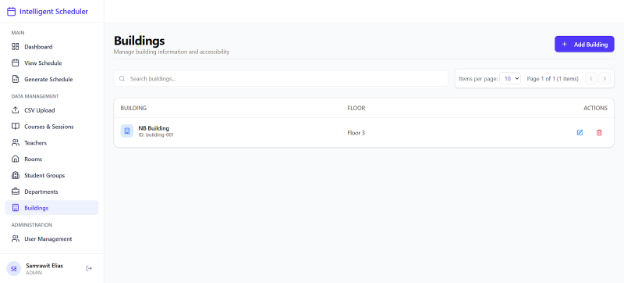 Intelligent Scheduler
MAIN
Dashboard
View Schedule
Generate Schedule
DATA MANAGEMENT
CSV Upload
Courses & Sessions
Teachers
Rooms
Student Groups
Departments
Buildings
ADMINISTRATION
User Management
SE
Samrawit Elias
ADMIN
Buildings
Manage building information and accessibility
+ Add Building
Search buildings...
Items per page: 10 Page 1 of 1 (1 items)
BUILDING FLOOR ACTIONS
NB Building
ID: building-001
Floor 3